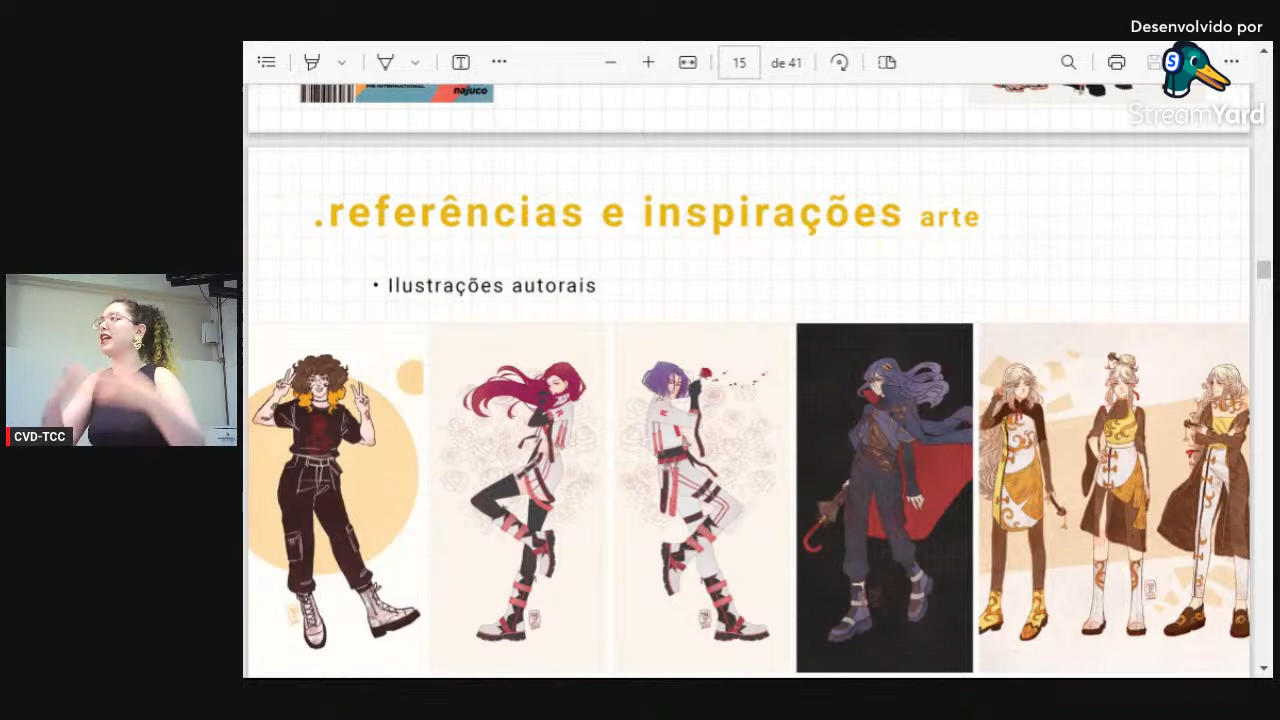 Desenvolvido por
StreamYard
15 de 41
najuco
.referências e inspirações arte
• Ilustrações autorais
CVD-TCC